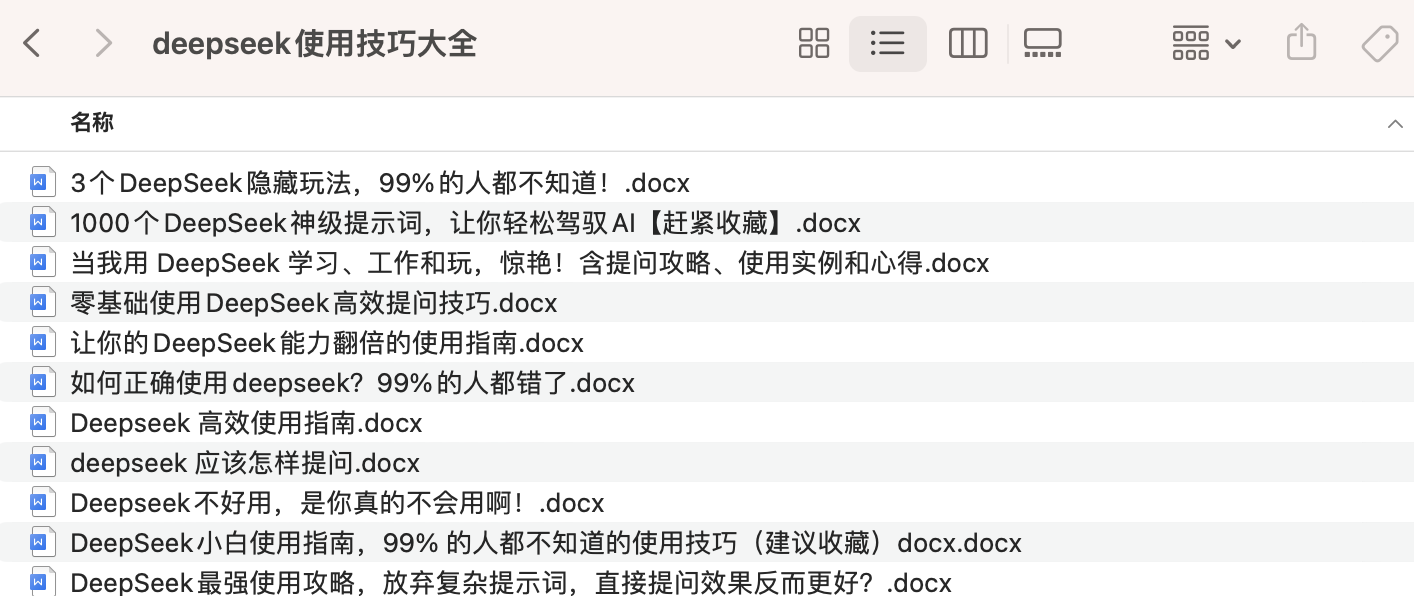 deepseek使用技巧大全
名称
3个DeepSeek隐藏玩法，99%的人都不知道！.docx
1000个DeepSeek神级提示词，让你轻松驾驭AI【赶紧收藏】.docx
当我用 DeepSeek 学习、工作和玩，惊艳！含提问攻略、使用实例和心得.docx
零基础使用DeepSeek高效提问技巧.docx
让你的DeepSeek能力翻倍的使用指南.docx
如何正确使用deepseek？99%的人都错了.docx
Deepseek 高效使用指南.docx
deepseek 应该怎样提问.docx
Deepseek不好用，是你真的不会用啊！.docx
DeepSeek小白使用指南，99% 的人都不知道的使用技巧（建议收藏）docx.docx
DeepSeek最强使用攻略，放弃复杂提示词，直接提问效果反而更好？.docx